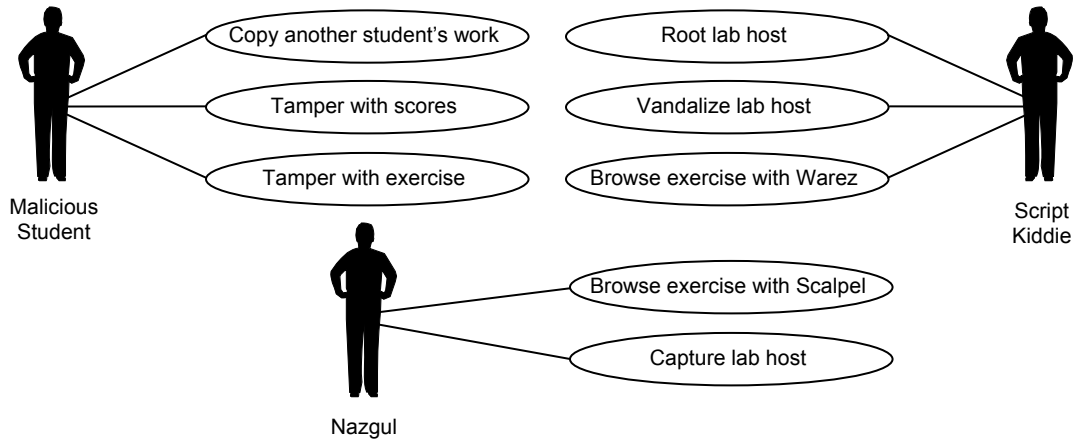 Copy another student’s work
Root lab host
Tamper with scores
Vandalize lab host
Tamper with exercise
Browse exercise with Warez
Malicious
Student
Script
Kiddie
Browse exercise with Scalpel
Capture lab host
Nazgul